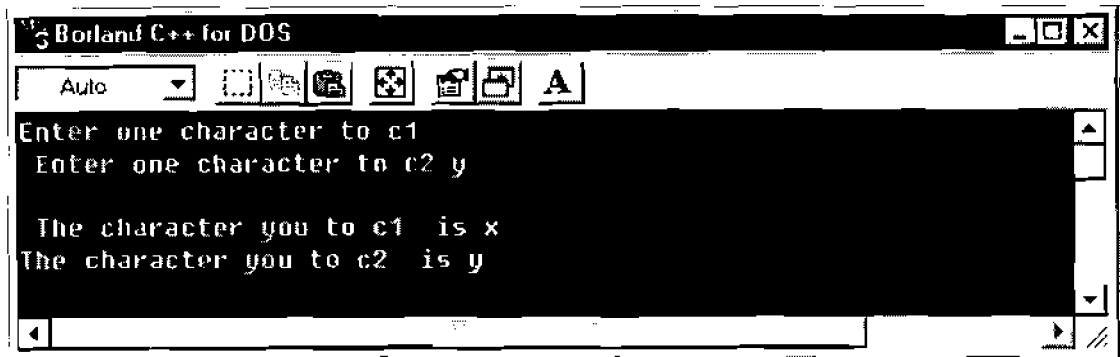 Borland C++ for DOS
Auto
A
Enter one character to c1
Enter one character to c2 y
The character you to c1 is x
The character you to c2 is y